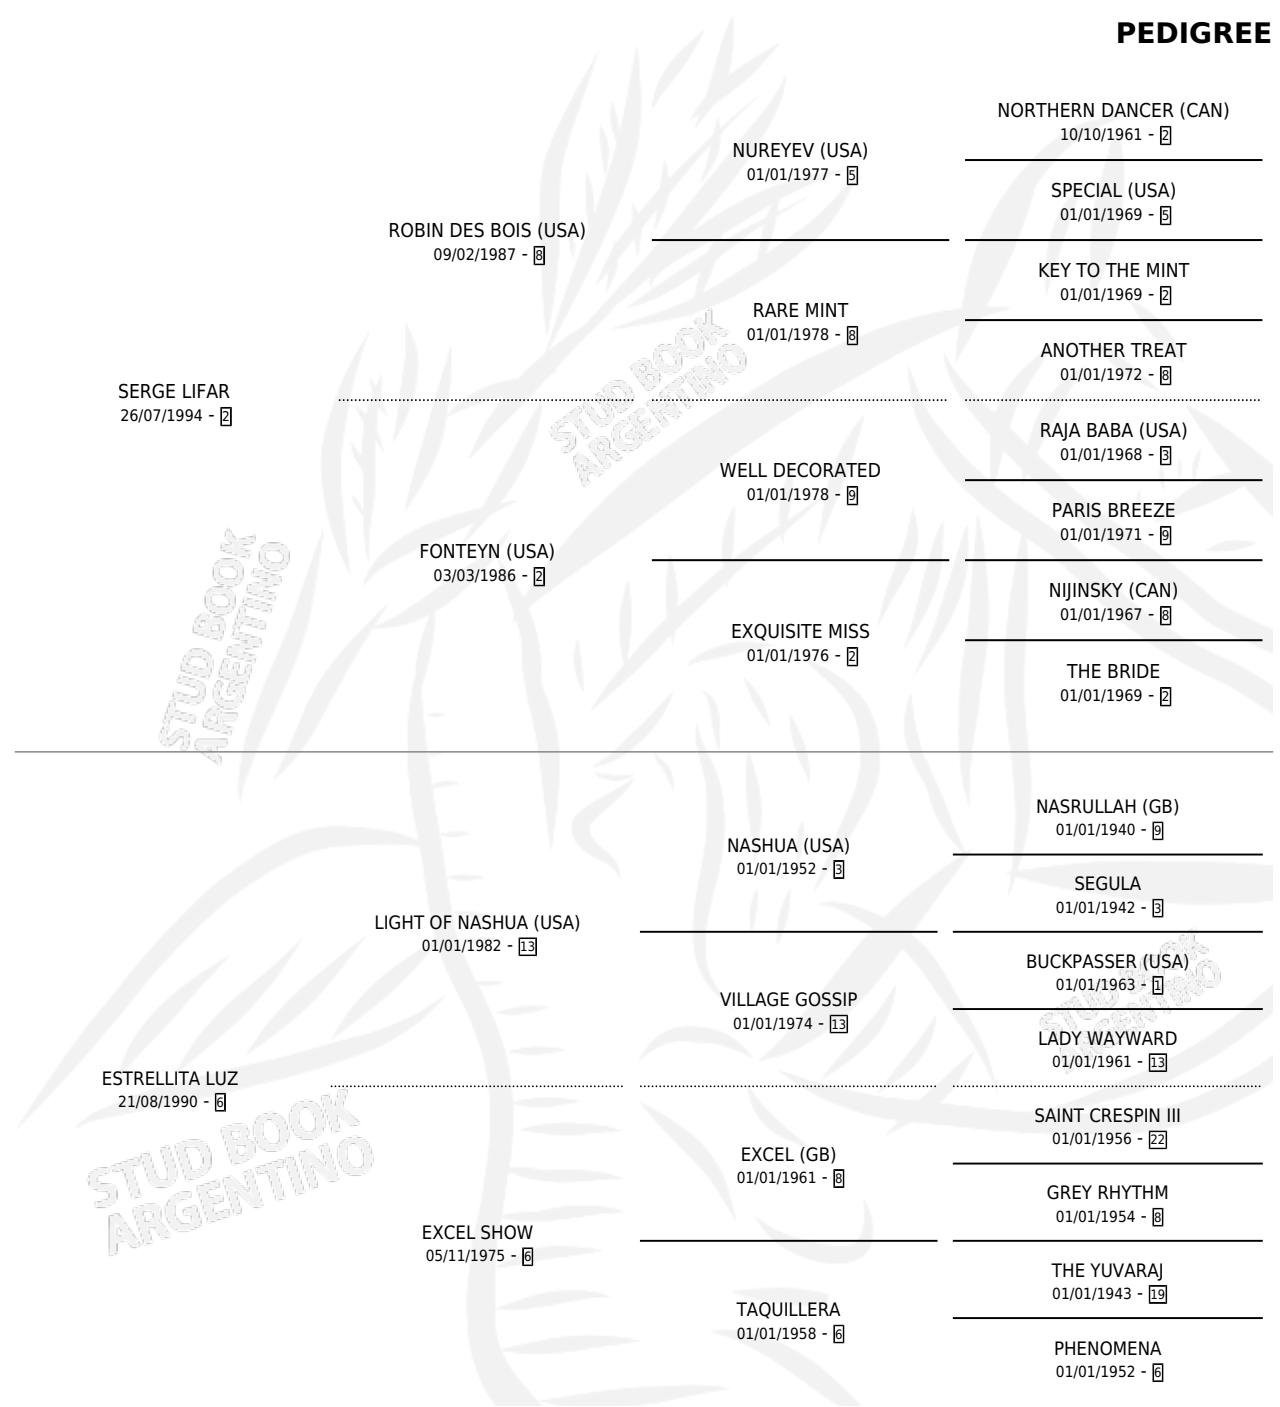 PEDIGREE
NORTHERN DANCER (CAN)
10/10/1961 - 2
NUREYEV (USA)
01/01/1977 - 5
SPECIAL (USA)
01/01/1969 - 5
ROBIN DES BOIS (USA)
09/02/1987 - 8
KEY TO THE MINT
01/01/1969 - 2
RARE MINT
01/01/1978 - 8
ANOTHER TREAT
01/01/1972 - 8
SERGE LIFAR
26/07/1994 - 2
STUD BOOK
ARGENTINO
RAJA BABA (USA)
01/01/1968 - 3
WELL DECORATED
01/01/1978 - 9
PARIS BREEZE
01/01/1971 - 9
FONTEYN (USA)
03/03/1986 - 2
NIJINSKY (CAN)
01/01/1967 - 8
EXQUISITE MISS
01/01/1976 - 2
THE BRIDE
01/01/1969 - 2
STUD BOOK
ARGENTINO
NASRULLAH (GB)
01/01/1940 - 9
NASHUA (USA)
01/01/1952 - 3
SEGULA
01/01/1942 - 3
LIGHT OF NASHUA (USA)
01/01/1982 - 13
BUCKPASSER (USA)
01/01/1963 - 1
VILLAGE GOSSIP
01/01/1974 - 13
LADY WAYWARD
01/01/1961 - 13
STUD BOOK
ARGENTINO
ESTRELLITA LUZ
21/08/1990 - 6
SAINT CRESPIN III
01/01/1956 - 22
EXCEL (GB)
01/01/1961 - 8
GREY RHYTHM
01/01/1954 - 8
STUD BOOK
ARGENTINO
EXCEL SHOW
05/11/1975 - 6
THE YUVARAJ
01/01/1943 - 19
TAQUILLERA
01/01/1958 - 6
PHENOMENA
01/01/1952 - 6